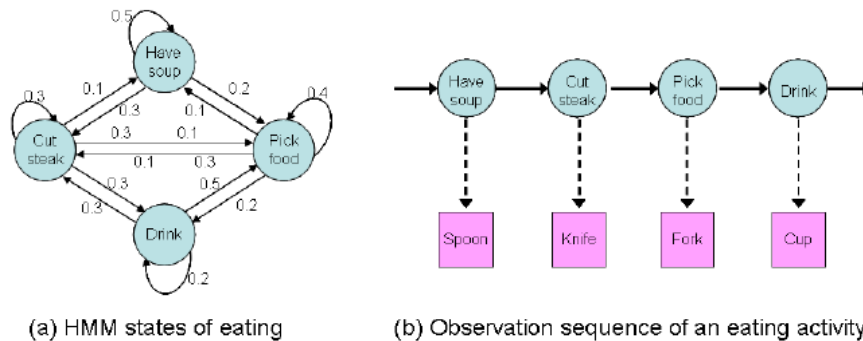 0.5
Have
soup
0.1
0.2
0.3
0.4
0.3
0.1
Cut
steak
0.3
0.1
Pick
food
0.1
0.3
0.3
0.5
0.3
0.2
Drink
0.2
(a) HMM states of eating
Have
soup
Cut
steak
Pick
food
Drink
Spoon
Knife
Fork
Cup
(b) Observation sequence of an eating activity